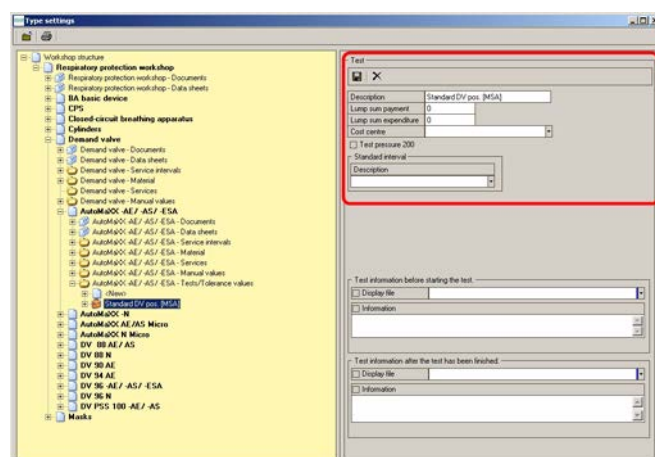 Type settings
Workshop structure
Respiratory protection workshop
Respiratory protection workshop - Documents
Respiratory protection workshop - Data sheets
BA basic device
CPS
Closed-circuit breathing apparatus
Cylinders
Demand valve
Demand valve - Documents
Demand valve - Data sheets
Demand valve - Service intervals
Demand valve - Material
Demand valve - Services
Demand valve - Manual values
AutoMaXX -AE/ -AS/ -ESA
AutoMaXX -AE/ -AS/ -ESA - Documents
AutoMaXX -AE/ -AS/ -ESA - Data sheets
AutoMaXX -AE/ -AS/ -ESA - Service intervals
AutoMaXX -AE/ -AS/ -ESA - Material
AutoMaXX -AE/ -AS/ -ESA - Services
AutoMaXX -AE/ -AS/ -ESA - Manual values
AutoMaXX -AE/ -AS/ -ESA - Tests/Tolerance values
<New>
Standard DV pos. [MSA]
AutoMaXX -N
AutoMaXX AE/AS Micro
AutoMaXX N Micro
DV 88 AE/ AS
DV 88 N
DV 90 AE
DV 94 AE
DV 96 -AE/ -AS/ -ESA
DV 96 N
DV PSS 100 -AE/ -AS
Masks
Test
Description Standard DV pos. [MSA]
Lump sum payment 0
Lump sum expenditure 0
Cost centre
Test pressure 200
Standard interval
Description
Test information before starting the test.
Display file
Information
Test information after the test has been finished.
Display file
Information